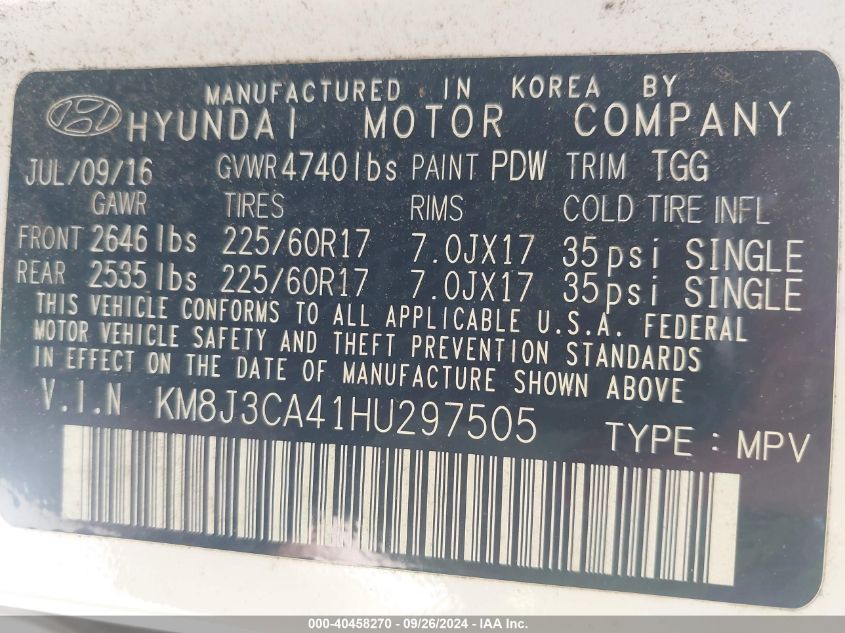 MANUFACTURED IN KOREA BY
HYUNDAI MOTOR COMPANY
JUL/09/16 GVWR 4740lbs PAINT PDW TRIM TGG
GAWR TIRES RIMS COLD TIRE INFL
FRONT 2646lbs 225/60R17 7.0JX17 35psi SINGLE
REAR 2535lbs 225/60R17 7.0JX17 35psi SINGLE
THIS VEHICLE CONFORMS TO ALL APPLICABLE U.S.A. FEDERAL
MOTOR VEHICLE SAFETY AND THEFT PREVENTION STANDARDS
IN EFFECT ON THE DATE OF MANUFACTURE SHOWN ABOVE
V.I.N KM8J3CA41HU297505 TYPE : MPV
000-40458270 - 09/26/2024 - IAA Inc.